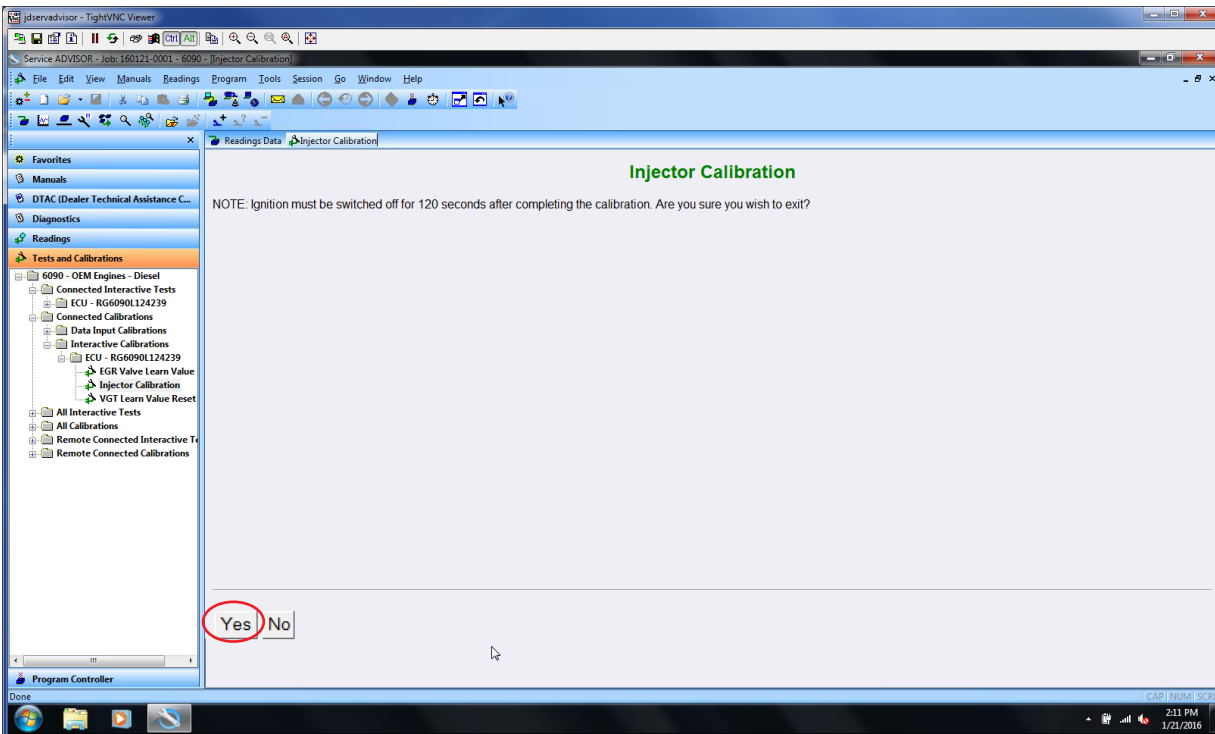 jdservadvisor - TightVNC Viewer
Ctrl Alt
Service ADVISOR - Job: 160121-0001 - 6090 - [Injector Calibration]
File Edit View Manuals Readings Program Tools Session Go Window Help
Readings Data Injector Calibration
Favorites
Manuals
DTAC (Dealer Technical Assistance C...
Diagnostics
Readings
Tests and Calibrations
6090 - OEM Engines - Diesel
Connected Interactive Tests
ECU - RG6090L124239
Connected Calibrations
Data Input Calibrations
Interactive Calibrations
ECU - RG6090L124239
EGR Valve Learn Value
Injector Calibration
VGT Learn Value Reset
All Interactive Tests
All Calibrations
Remote Connected Interactive Te
Remote Connected Calibrations
Program Controller
Injector Calibration
NOTE: Ignition must be switched off for 120 seconds after completing the calibration. Are you sure you wish to exit?
Yes No
Done
CAP NUM SCR
2:11 PM
1/21/2016